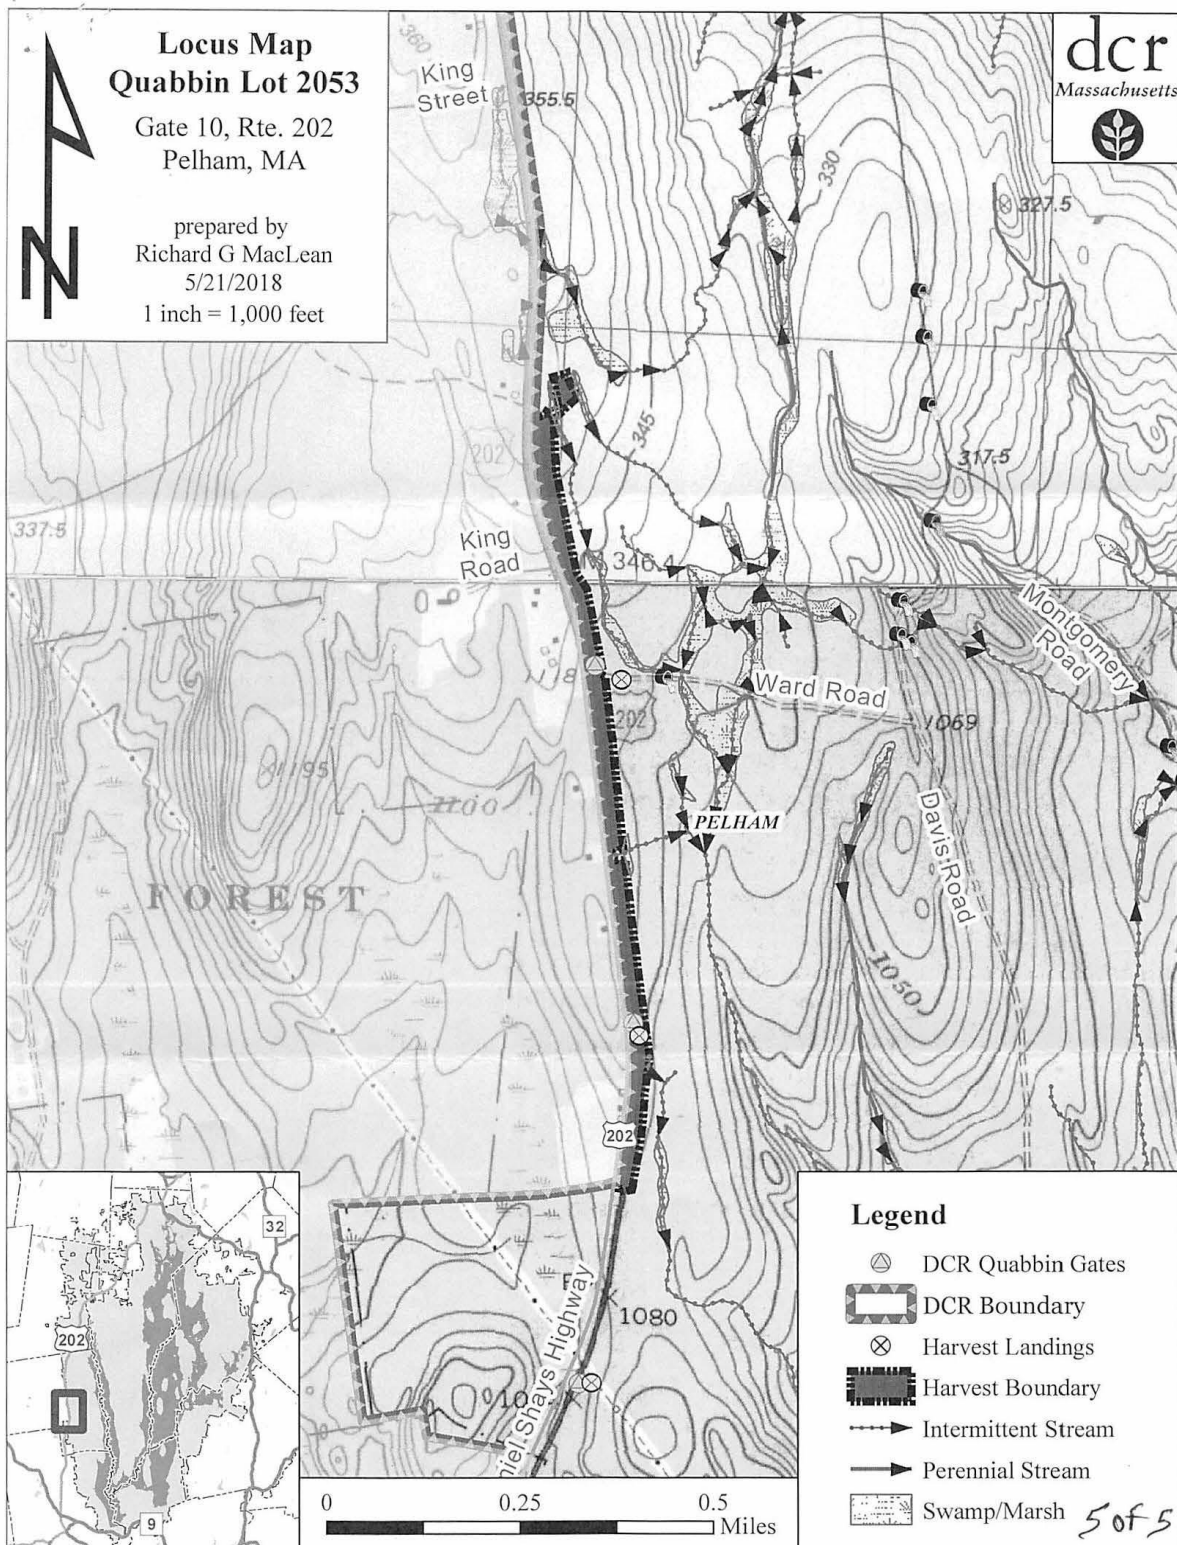 Locus Map
Quabbin Lot 2053
Gate 10, Rte. 202
Pelham, MA
prepared by
Richard G MacLean
5/21/2018
1 inch = 1,000 feet
N
dcr
Massachusetts
360
King
Street
355.5
330
327.5
345
202
317.5
337.5
King
Road
346.4
Montgomery
Road
1118
Ward Road
202
1069
1195
1100
PELHAM
Davis Road
FOREST
1050
202
1080
Daniel Shays Highway
32
202
9
0 0.25 0.5
Miles
Legend
DCR Quabbin Gates
DCR Boundary
Harvest Landings
Harvest Boundary
Intermittent Stream
Perennial Stream
Swamp/Marsh
5 of 5